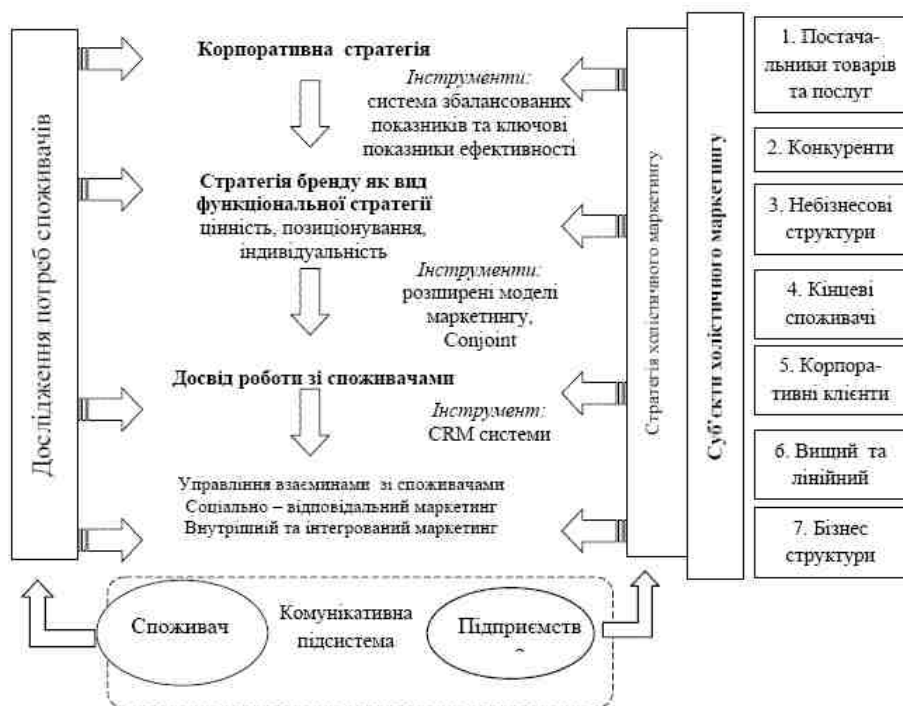 Дослідження потреб споживачів
Корпоративна стратегія
Інструменти:
система збалансованих
показників та ключові
показники ефективності
Стратегія бренду як вид
функціональної стратегії
цінність, позиціонування,
індивідуальність
Інструменти:
розширені моделі
маркетингу,
Conjoint
Досвід роботи зі споживачами
Інструмент:
CRM системи
Управління взаєминами зі споживачами
Соціально – відповідальний маркетинг
Внутрішній та інтегрований маркетинг
Стратегія холістичного маркетингу
Суб'єкти холістичного маркетингу
1. Постача-
льники товарів
та послуг
2. Конкуренти
3. Небізнесові
структури
4. Кінцеві
споживачі
5. Корпора-
тивні клієнти
6. Вищий та
лінійний
7. Бізнес
структури
Споживач
Комунікативна
підсистема
Підприємств